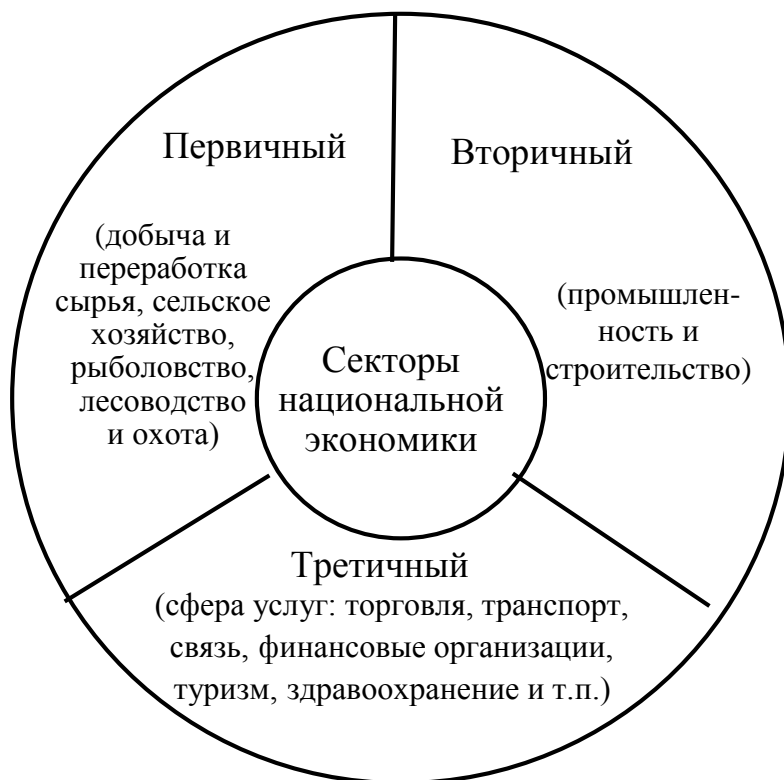 Первичный
(добыча и
переработка
сырья, сельское
хозяйство,
рыболовство,
лесоводство
и охота)
Вторичный
(промышлен-
ность и
строительство)
Секторы
национальной
экономики
Третичный
(сфера услуг: торговля, транспорт,
связь, финансовые организации,
туризм, здравоохранение и т.п.)